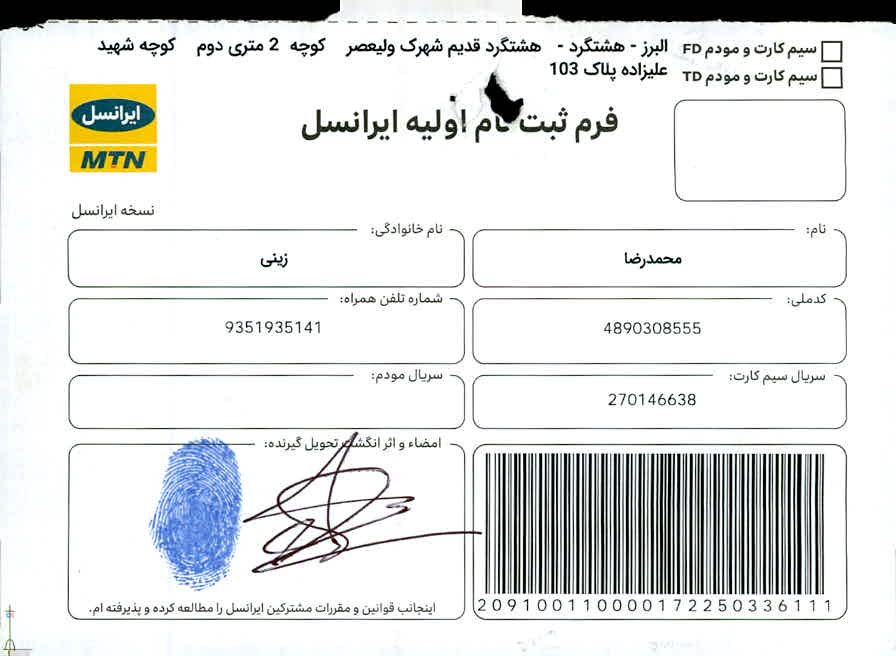 سیم کارت و مودم FD
سیم کارت و مودم TD
البرز - هشتگرد - هشتگرد قدیم شهرک ولیعصر کوچه 2 متری دوم کوچه شهید
علیزاده پلاک 103
ایرانسل
MTN
فرم ثبت نام اولیه ایرانسل
نسخه ایرانسل
نام:
محمدرضا
نام خانوادگی:
زینی
کدملی:
4890308555
شماره تلفن همراه:
9351935141
سریال سیم کارت:
270146638
سریال مودم:
امضاء و اثر انگشت تحویل گیرنده:
اینجانب قوانین و مقررات مشترکین ایرانسل را مطالعه کرده و پذیرفته ام.
209100110000172250336111